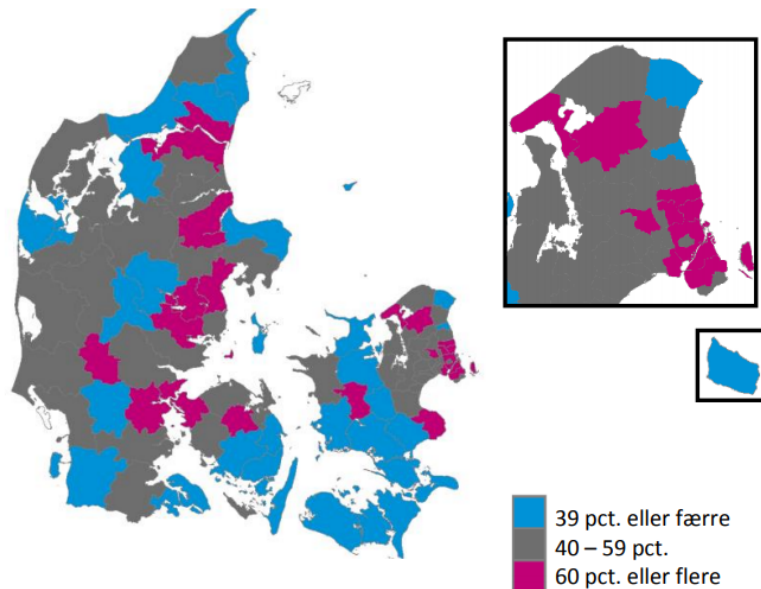 39 pct. eller færre
40 – 59 pct.
60 pct. eller flere